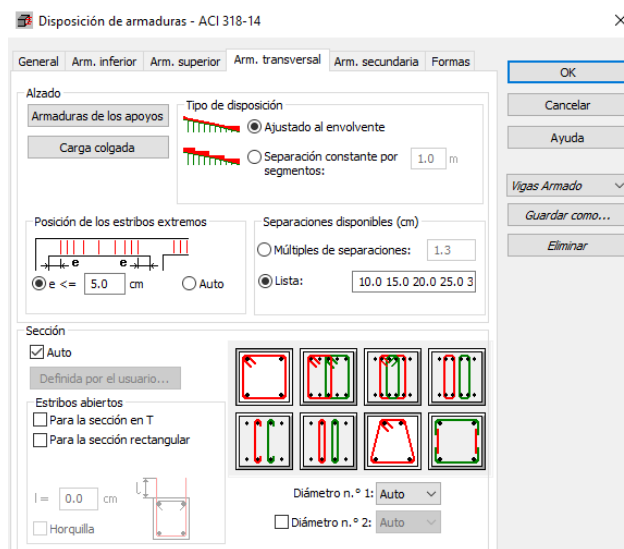 Disposición de armaduras - ACI 318-14
General
Arm. inferior
Arm. superior
Arm. transversal
Arm. secundaria
Formas
OK
Cancelar
Ayuda
Vigas Armado
Guardar como...
Eliminar
Alzado
Armaduras de los apoyos
Carga colgada
Tipo de disposición
Ajustado al envolvente
Separación constante por
segmentos:
1.0 m
Posición de los estribos extremos
e e
e <= 5.0 cm
Auto
Separaciones disponibles (cm)
Múltiples de separaciones: 1.3
Lista: 10.0 15.0 20.0 25.0 3
Sección
Auto
Definida por el usuario...
Estribos abiertos
Para la sección en T
Para la sección rectangular
l = 0.0 cm
l
Horquilla
Diámetro n.º 1: Auto
Diámetro n.º 2: Auto